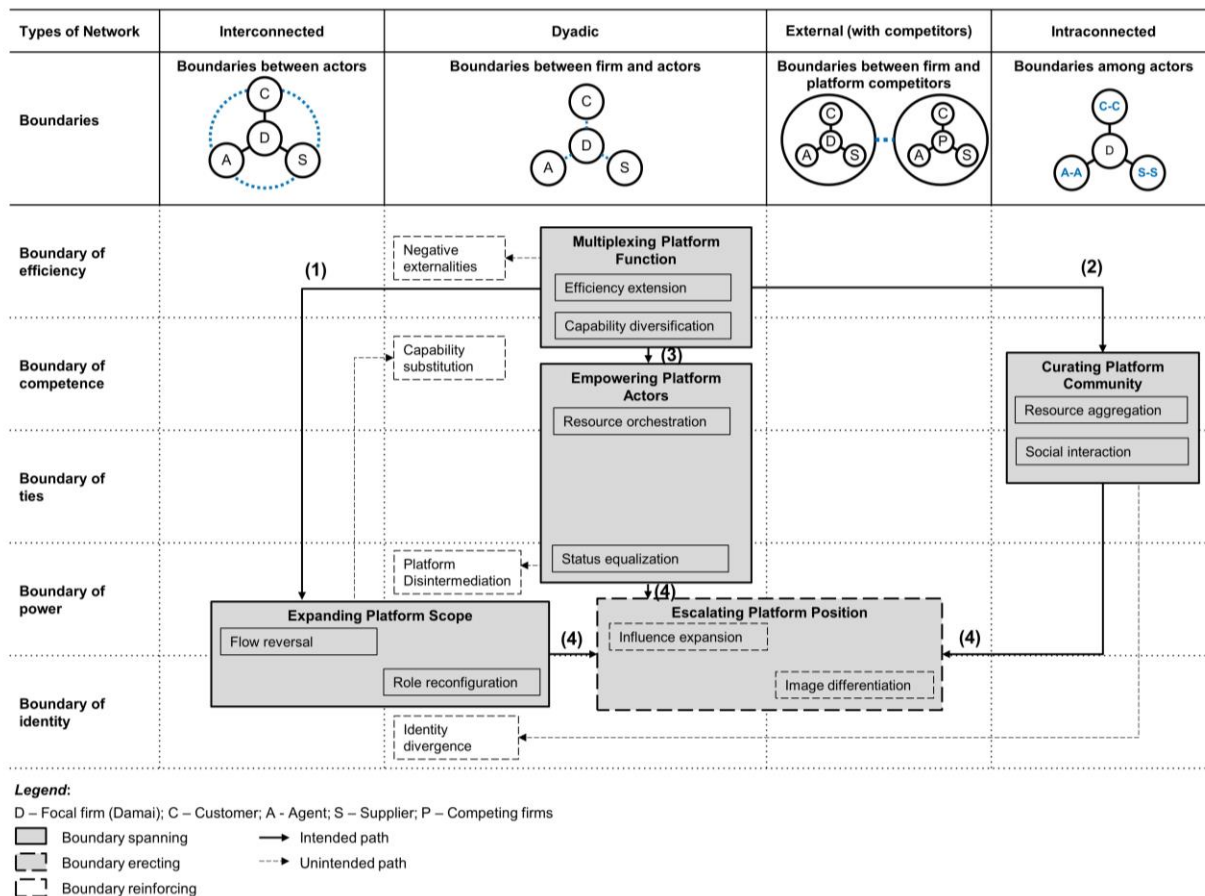 Types of Network
Interconnected
Dyadic
External (with competitors)
Intraconnected
Boundaries
Boundaries between actors
C
D
A
S
Boundaries between firm and actors
C
D
A
S
Boundaries between firm and
platform competitors
C
D
A
S
C
P
A
S
Boundaries among actors
C-C
D
A-A
S-S
Boundary of
efficiency
(1)
Negative
externalities
Multiplexing Platform
Function
Efficiency extension
Capability diversification
(2)
Boundary of
competence
Capability
substitution
(3)
Empowering Platform
Actors
Resource orchestration
Curating Platform
Community
Resource aggregation
Social interaction
Boundary of
ties
Status equalization
Boundary of
power
Platform
Disintermediation
(4)
Expanding Platform Scope
Flow reversal
Role reconfiguration
(4)
Escalating Platform Position
Influence expansion
Image differentiation
(4)
Boundary of
identity
Identity
divergence
Legend:
D – Focal firm (Damai); C – Customer; A - Agent; S – Supplier; P – Competing firms
Boundary spanning
Intended path
Boundary erecting
Unintended path
Boundary reinforcing